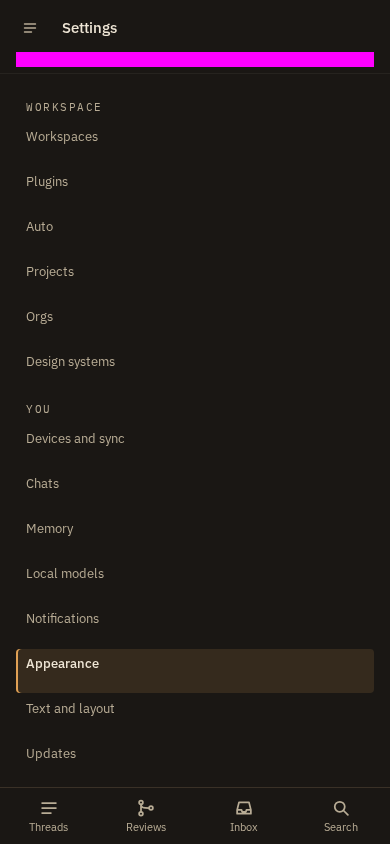 Settings
WORKSPACE
Workspaces
Plugins
Auto
Projects
Orgs
Design systems
YOU
Devices and sync
Chats
Memory
Local models
Notifications
Appearance
Text and layout
Updates
Threads
Reviews
Inbox
Search